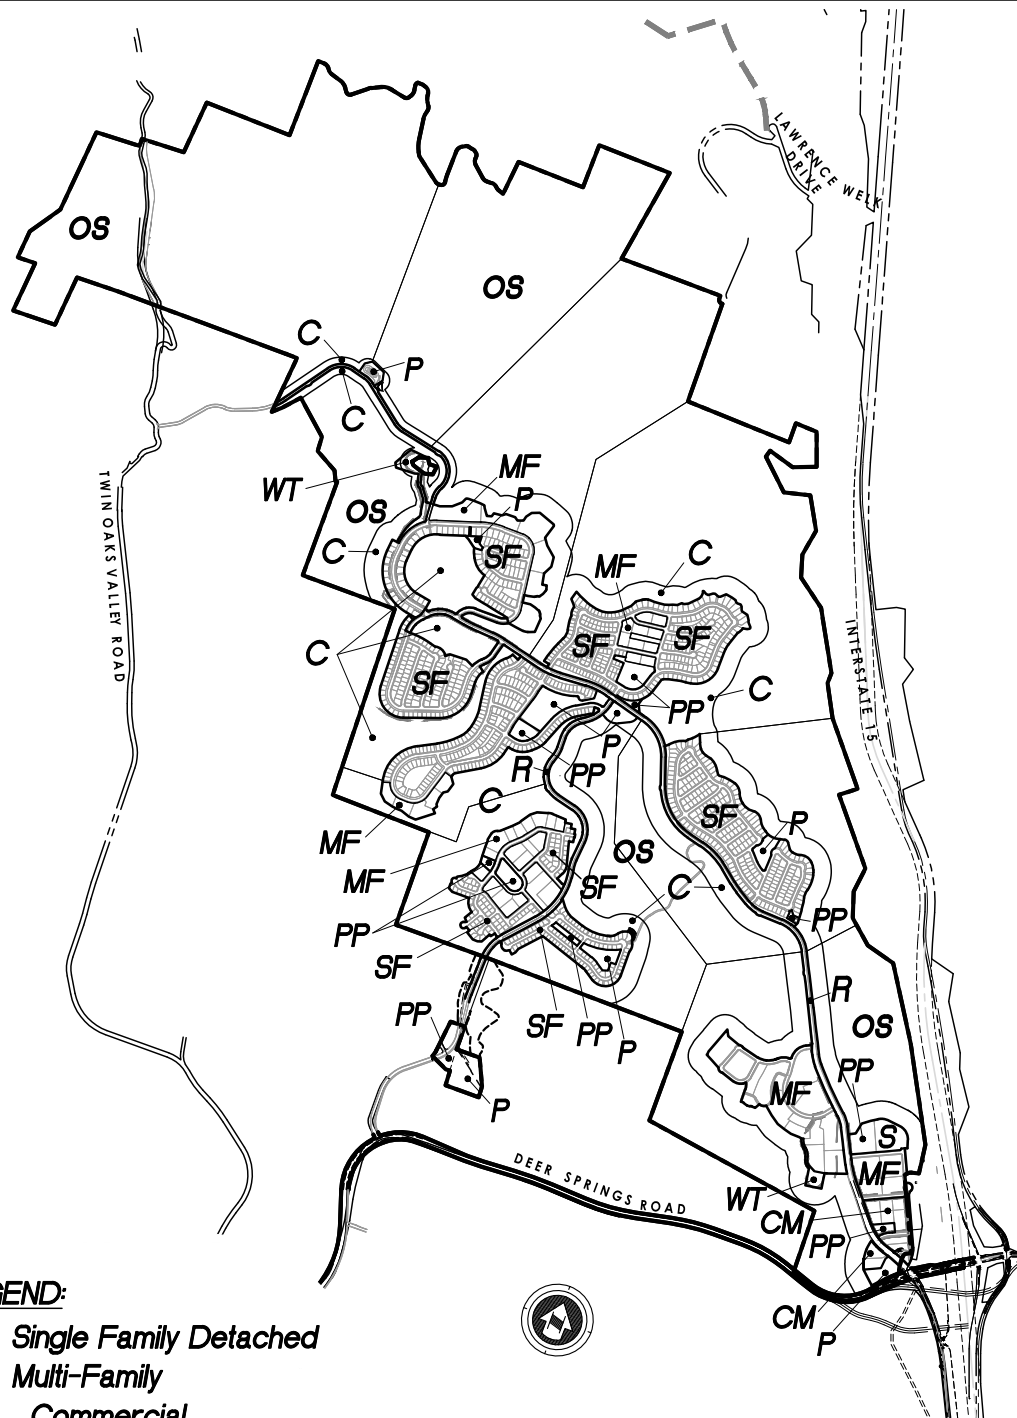 LAWRENCE WELK
DRIVE
OS
OS
C
P
C
MF
WT
P
OS
C
SF
C
MF
SF
SF
C
SF
C
PP
P
R
PP
C
SF
P
MF
OS
MF
SF
C
PP
PP
SF
R
PP
SF
PP
P
OS
PP
MF
P
S
MF
WT
CM
PP
CM
P
TWIN OAKS VALLEY ROAD
INTERSTATE 15
DEER SPRINGS ROAD
GEND:
Single Family Detached
Multi-Family
Commercial